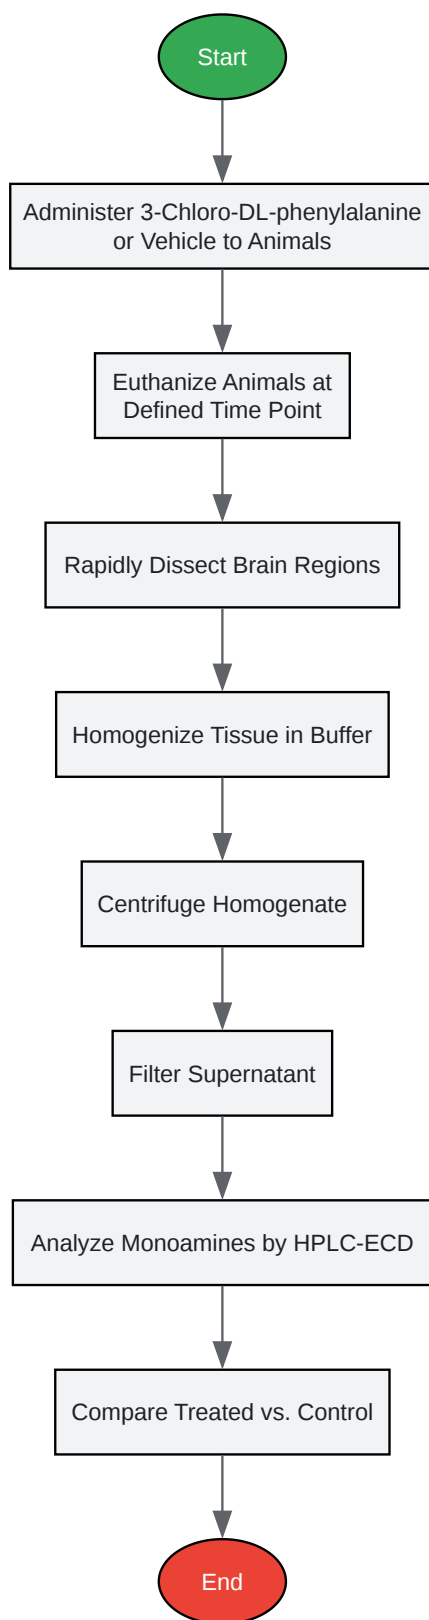 Start
Administer 3-Chloro-DL-phenylalanine
or Vehicle to Animals
Euthanize Animals at
Defined Time Point
Rapidly Dissect Brain Regions
Homogenize Tissue in Buffer
Centrifuge Homogenate
Filter Supernatant
Analyze Monoamines by HPLC-ECD
Compare Treated vs. Control
End